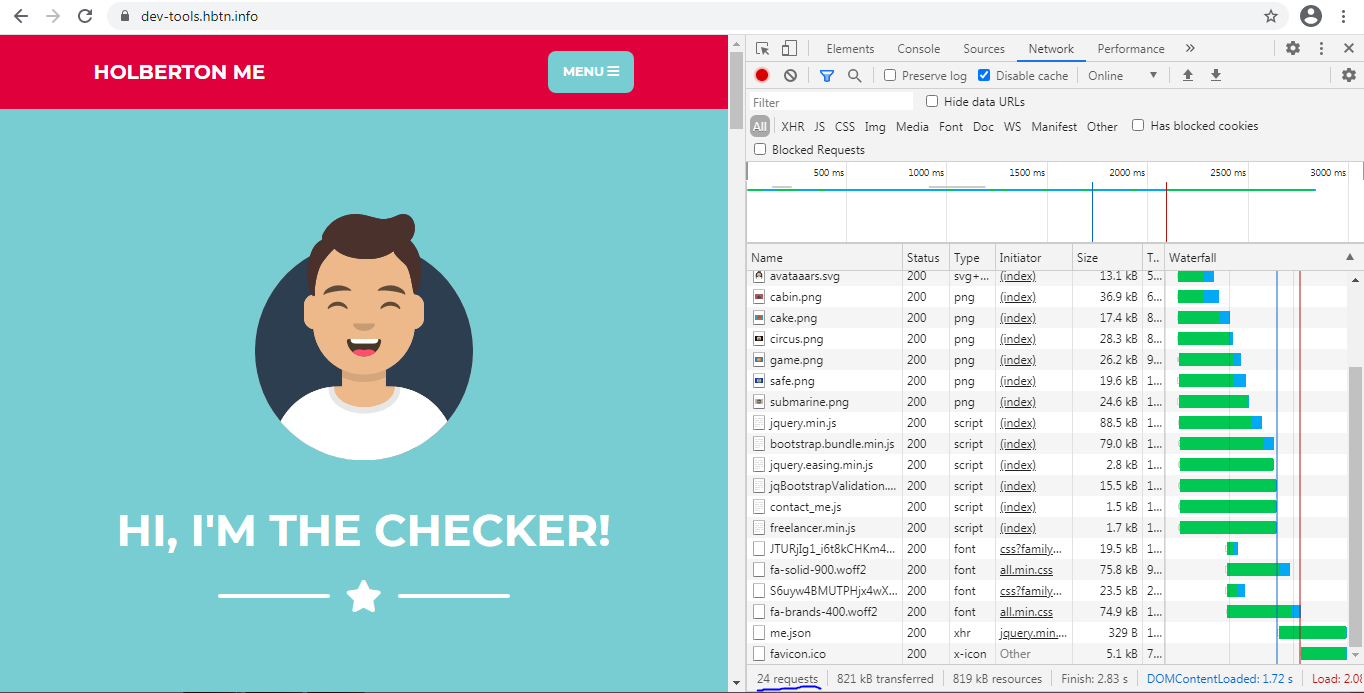 dev-tools.hbtn.info
HOLBERTON ME
MENU
HI, I'M THE CHECKER!
Elements Console Sources Network Performance »
Preserve log Disable cache Online
Filter Hide data URLs
All XHR JS CSS Img Media Font Doc WS Manifest Other Has blocked cookies
Blocked Requests
500 ms 1000 ms 1500 ms 2000 ms 2500 ms 3000 ms
Name Status Type Initiator Size T.. Waterfall
avataaars.svg 200 svg+... (index) 13.1 kB 5...
cabin.png 200 png (index) 36.9 kB 6...
cake.png 200 png (index) 17.4 kB 8...
circus.png 200 png (index) 28.3 kB 8...
game.png 200 png (index) 26.2 kB 9...
safe.png 200 png (index) 19.6 kB 1...
submarine.png 200 png (index) 24.6 kB 1...
jquery.min.js 200 script (index) 88.5 kB 1...
bootstrap.bundle.min.js 200 script (index) 79.0 kB 1...
jquery.easing.min.js 200 script (index) 2.8 kB 1...
jqBootstrapValidation.... 200 script (index) 15.5 kB 1...
contact_me.js 200 script (index) 1.5 kB 1...
freelancer.min.js 200 script (index) 1.7 kB 1...
JTURjIg1_i6t8kCHKm4... 200 font css?family... 19.5 kB 1...
fa-solid-900.woff2 200 font all.min.css 75.8 kB 9...
S6uyw4BMUTPHjx4wX... 200 font css?family... 23.5 kB 2...
fa-brands-400.woff2 200 font all.min.css 74.9 kB 1...
me.json 200 xhr jquery.min.... 329 B 1...
favicon.ico 200 x-icon Other 5.1 kB 7...
24 requests 821 kB transferred 819 kB resources Finish: 2.83 s DOMContentLoaded: 1.72 s Load: 2.08